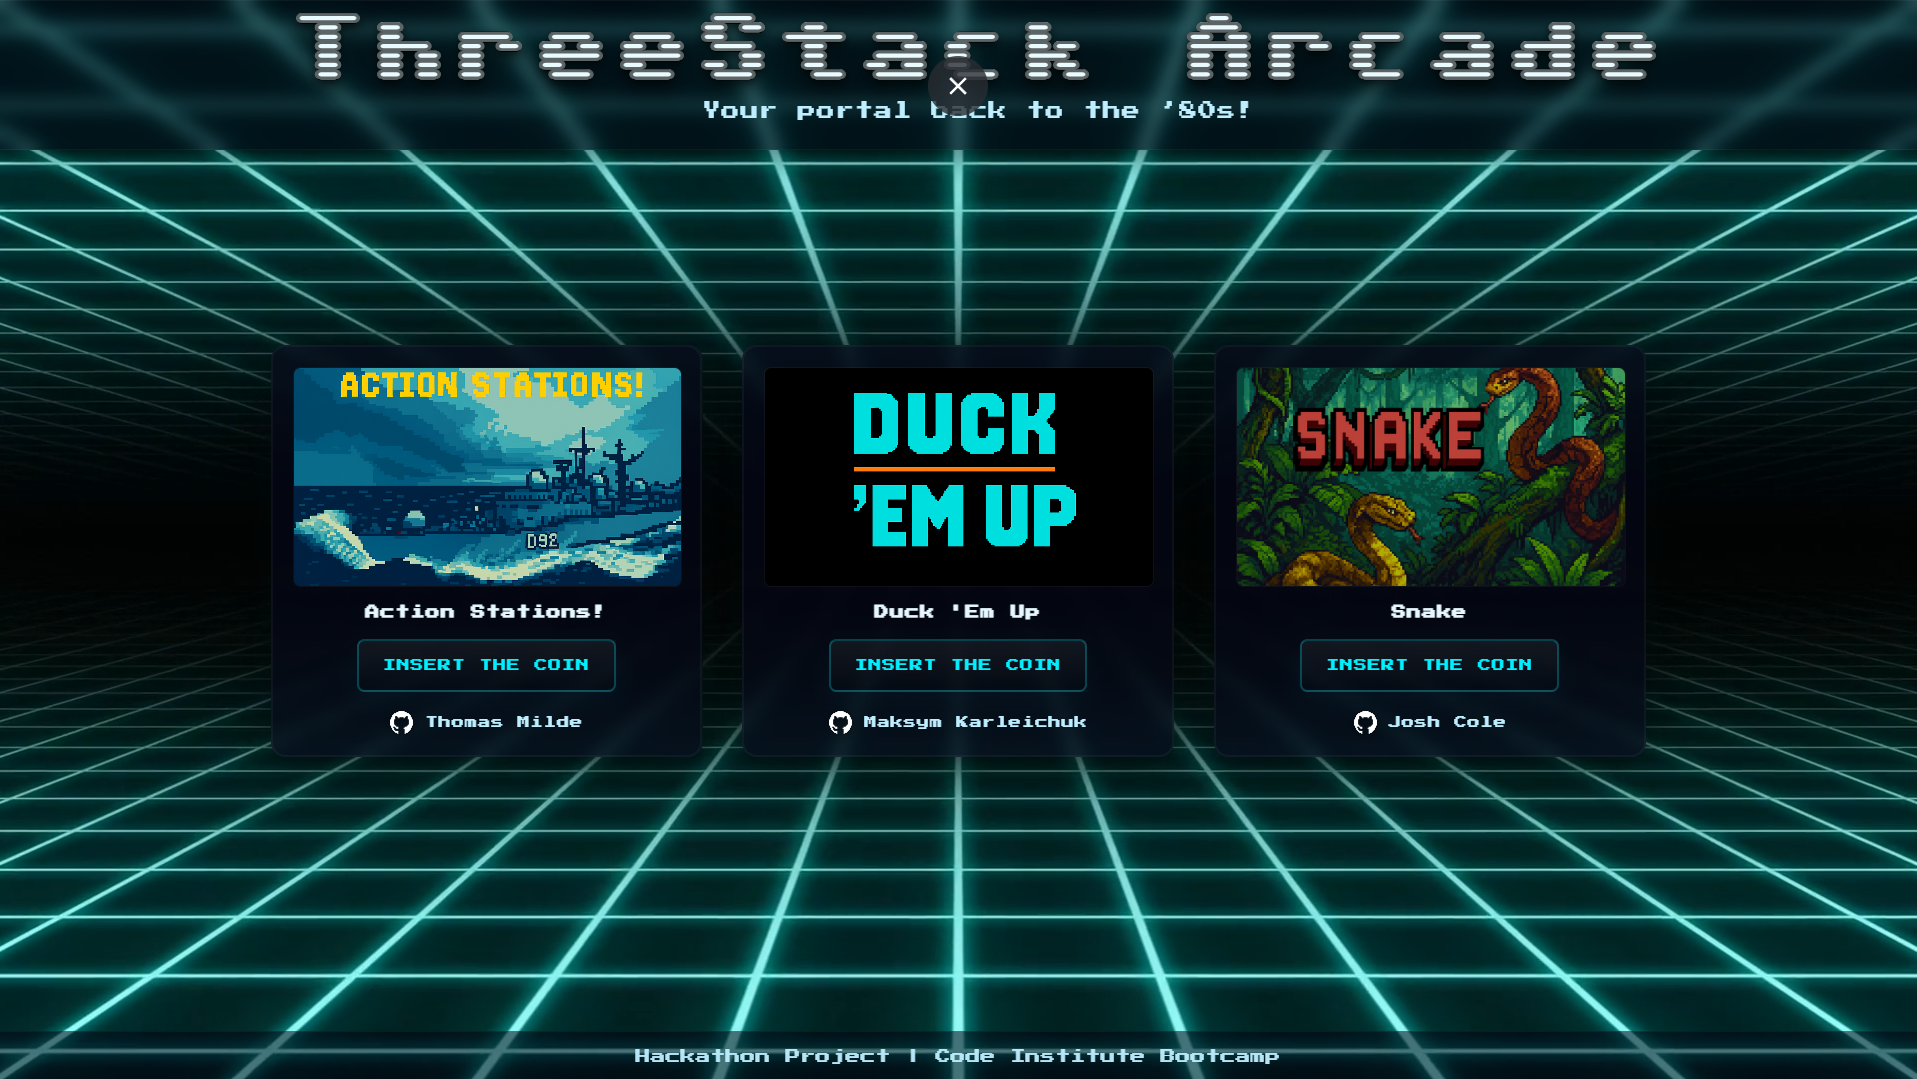 ThreeStack Arcade
Your portal back to the '80s!
ACTION STATIONS!
D92
Action Stations!
INSERT THE COIN
Thomas Milde
DUCK
'EM UP
Duck 'Em Up
INSERT THE COIN
Maksym Karleichuk
SNAKE
Snake
INSERT THE COIN
Josh Cole
Hackathon Project | Code Institute Bootcamp